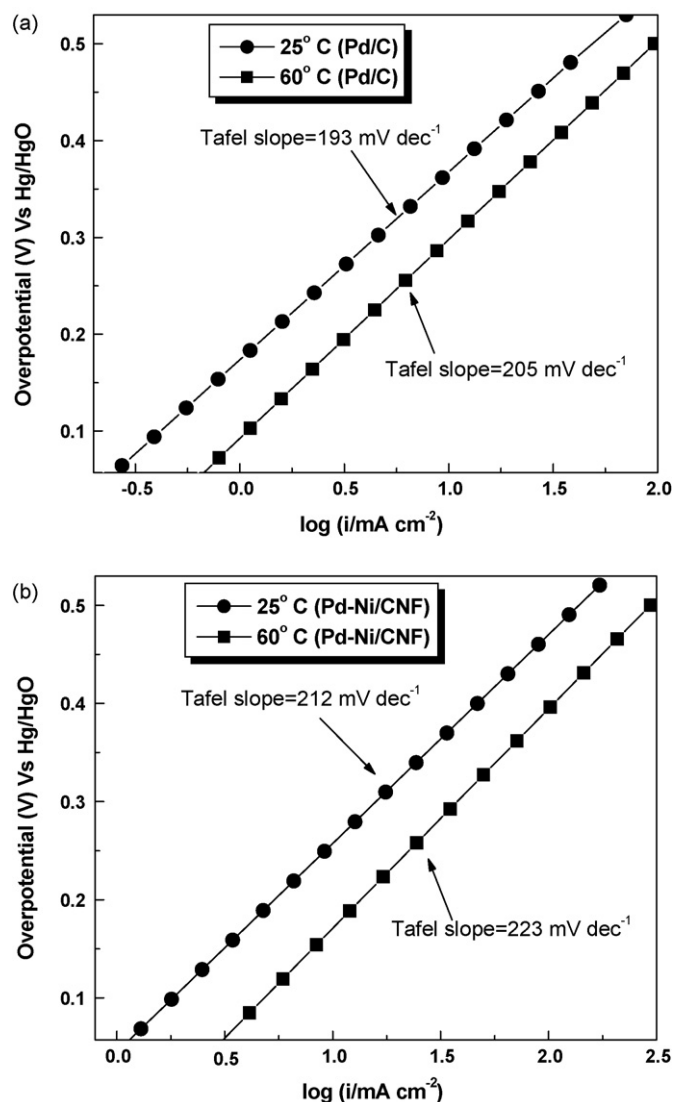 (a)
25° C (Pd/C)
60° C (Pd/C)
Tafel slope=193 mV dec⁻¹
Tafel slope=205 mV dec⁻¹
Overpotential (V) Vs Hg/HgO
0.5
0.4
0.3
0.2
0.1
-0.5 0.0 0.5 1.0 1.5 2.0
log (i/mA cm⁻²)
(b)
25° C (Pd-Ni/CNF)
60° C (Pd-Ni/CNF)
Tafel slope=212 mV dec⁻¹
Tafel slope=223 mV dec⁻¹
Overpotential (V) Vs Hg/HgO
0.5
0.4
0.3
0.2
0.1
0.0 0.5 1.0 1.5 2.0 2.5
log (i/mA cm⁻²)